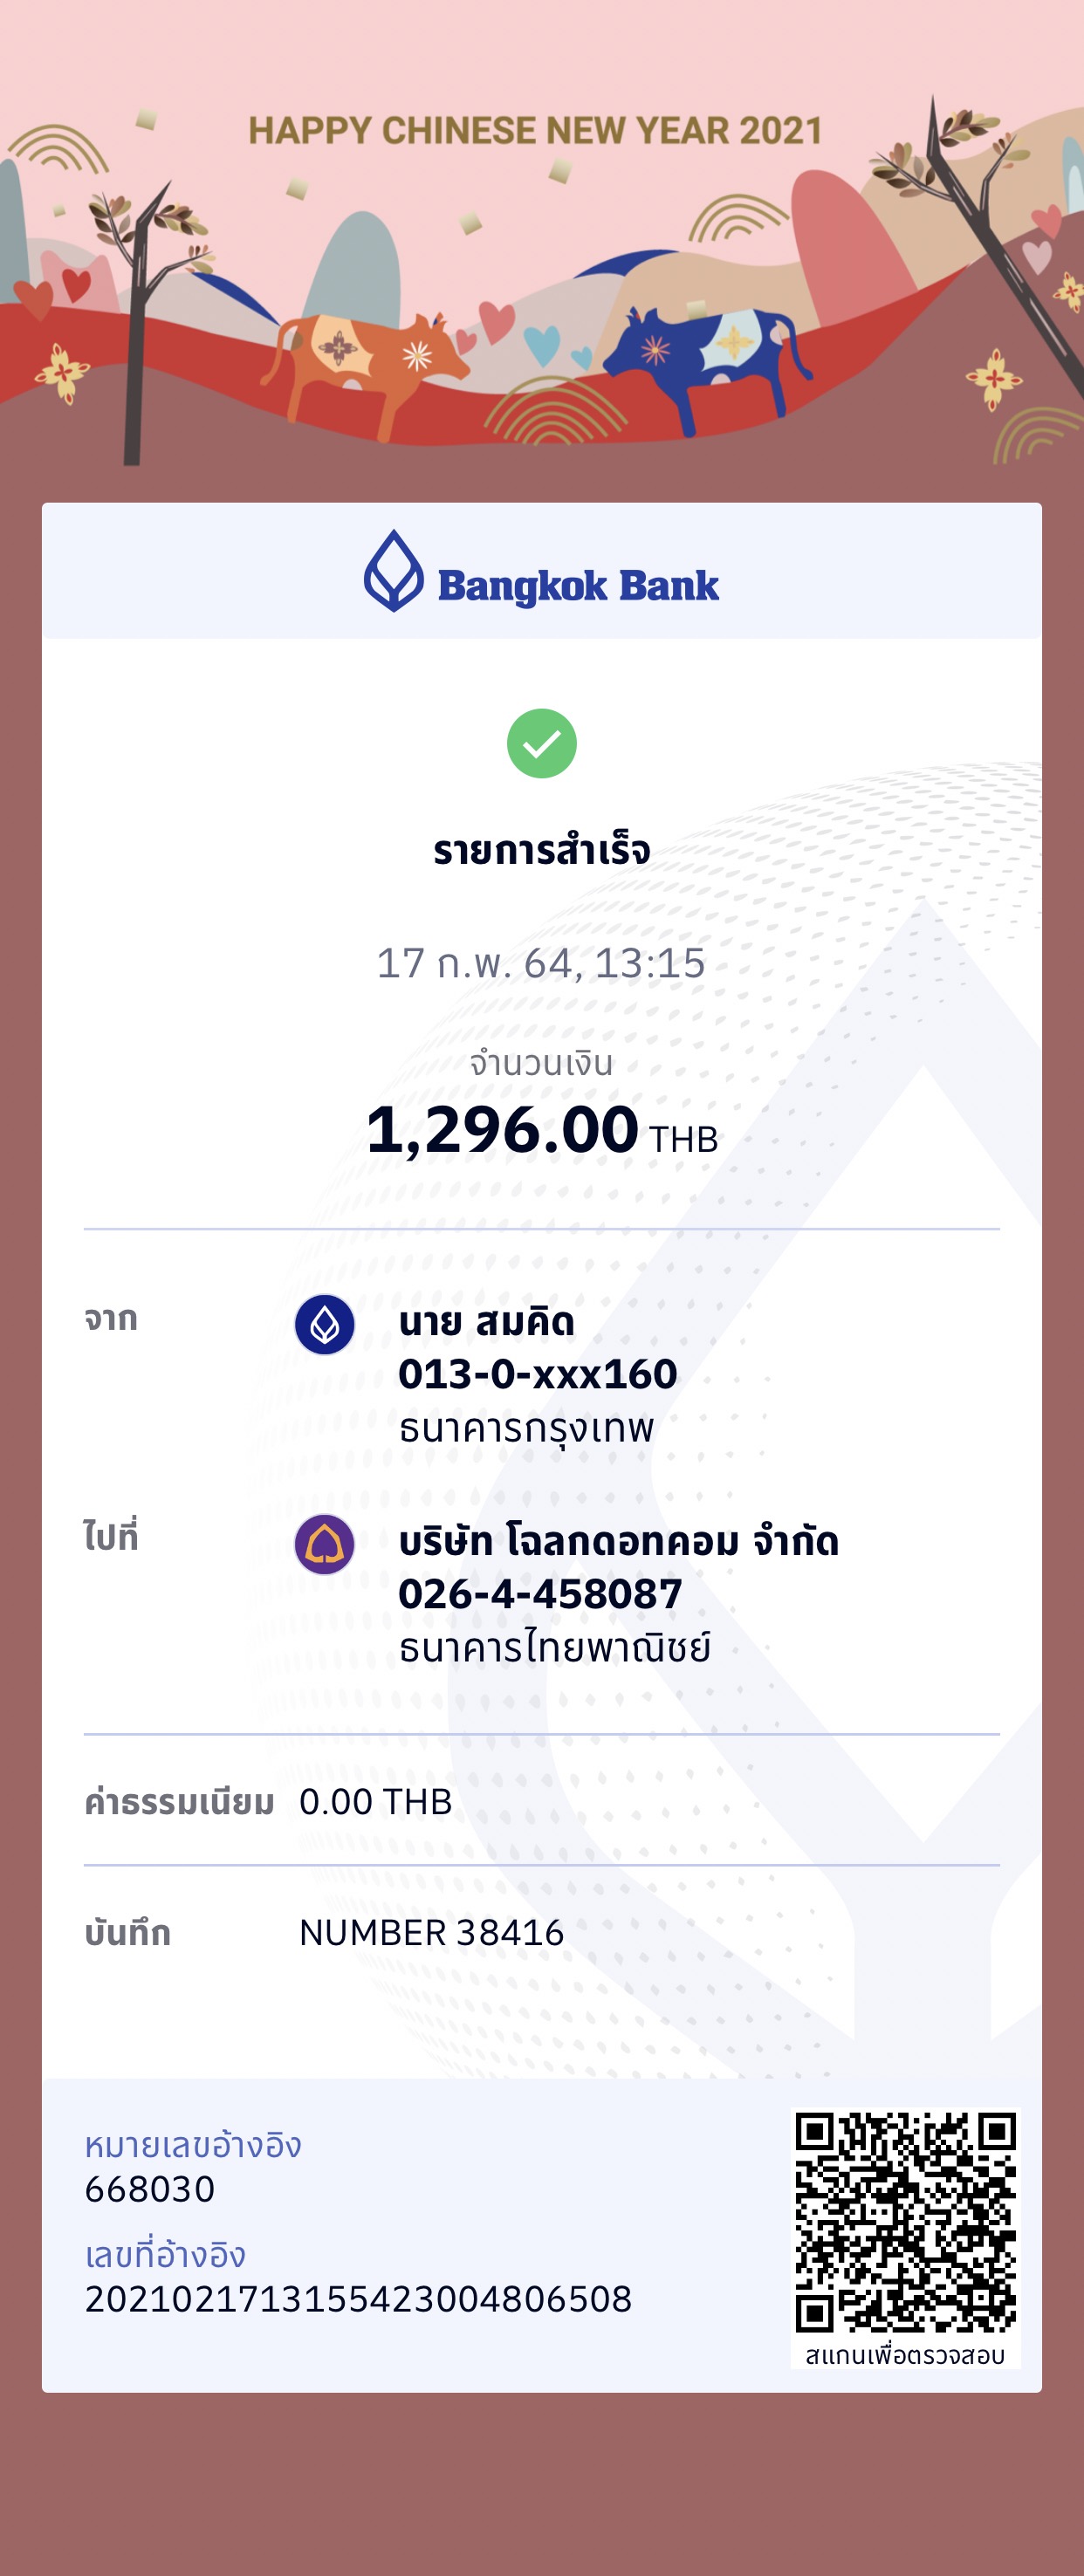 HAPPY CHINESE NEW YEAR 2021
Bangkok Bank
รายการสำเร็จ
17 ก.พ. 64, 13:15
จำนวนเงิน
1,296.00 THB
จาก
นาย สมคิด
013-0-xxx160
ธนาคารกรุงเทพ
ไปที่
บริษัท โฉลกดอทคอม จำกัด
026-4-458087
ธนาคารไทยพาณิชย์
ค่าธรรมเนียม 0.00 THB
บันทึก NUMBER 38416
หมายเลขอ้างอิง
668030
เลขที่อ้างอิง
2021021713155423004806508
สแกนเพื่อตรวจสอบ